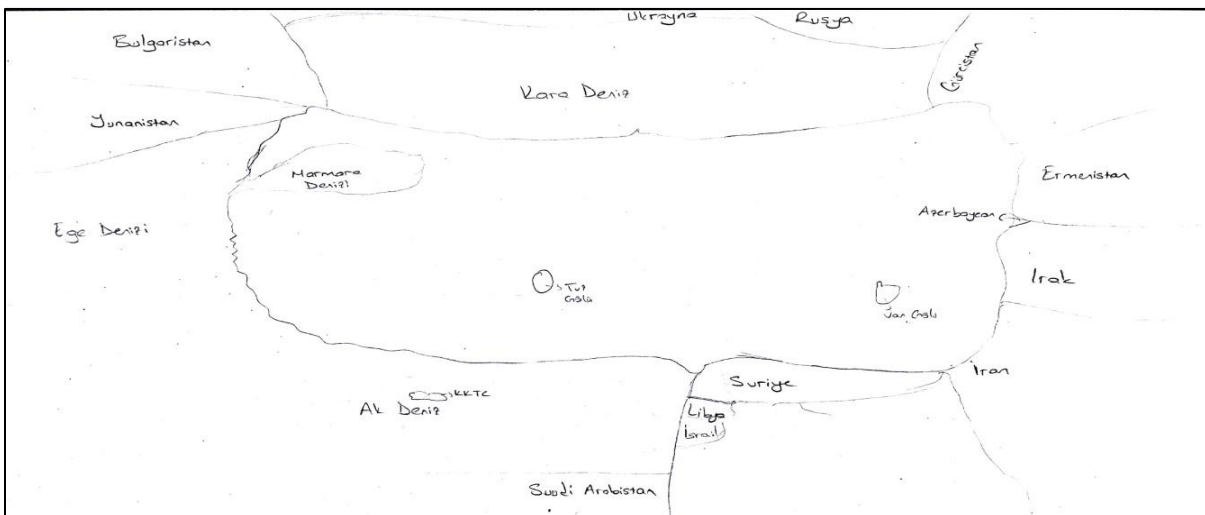 Ukrayna
Rusya
Bulgaristan
Gürcistan
Kara Deniz
Yunanistan
Marmara
Denizi
Ermenistan
Azerbaycan
Ege Denizi
Irak
Tuz
Gölü
Van Gölü
İran
Suriye
KKTC
Ak Deniz
Libya
İsrail
Suudi Arabistan